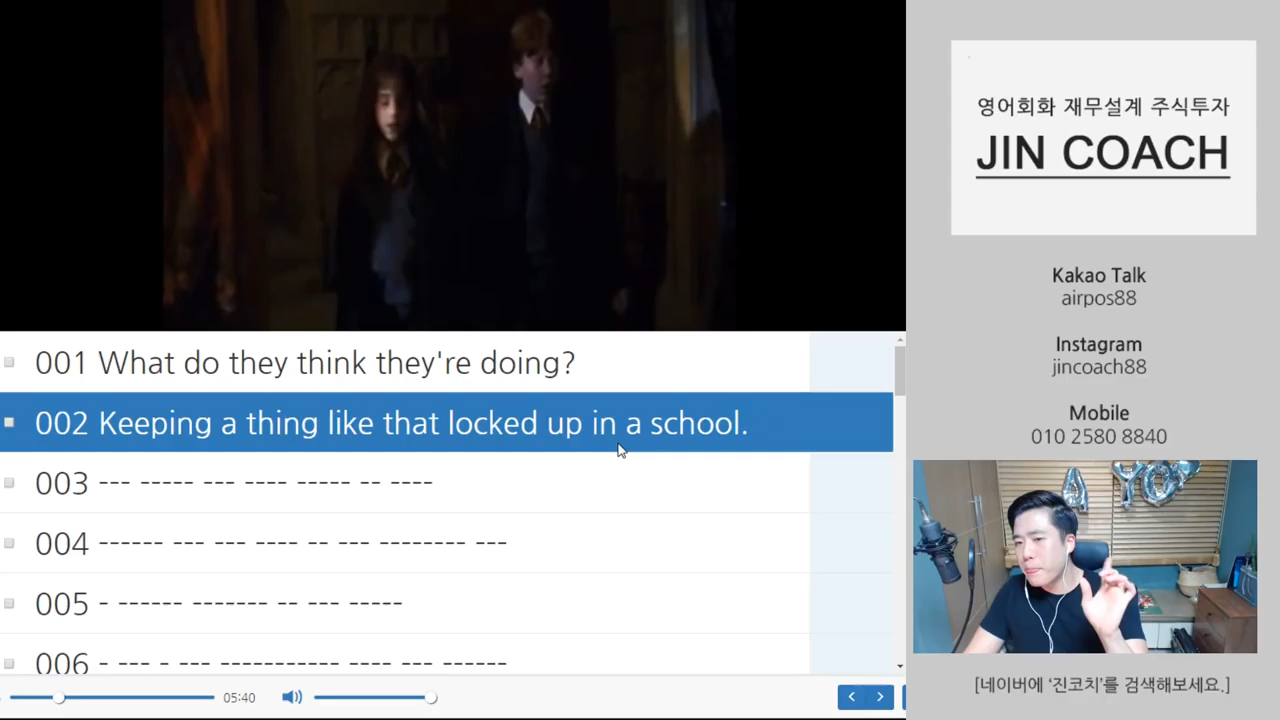 001 What do they think they're doing?
002 Keeping a thing like that locked up in a school.
003 --- ----- --- ---- ----- -- ----
004 ------ --- --- ---- -- --- -------- ---
005 - ------ ------- -- --- -----
006 - --- - --- ----------- ---- --- ------
05:40
영어회화 재무설계 주식투자
JIN COACH
Kakao Talk
airpos88
Instagram
jincoach88
Mobile
010 2580 8840
A YO
[네이버에 '진코치'를 검색해보세요.]